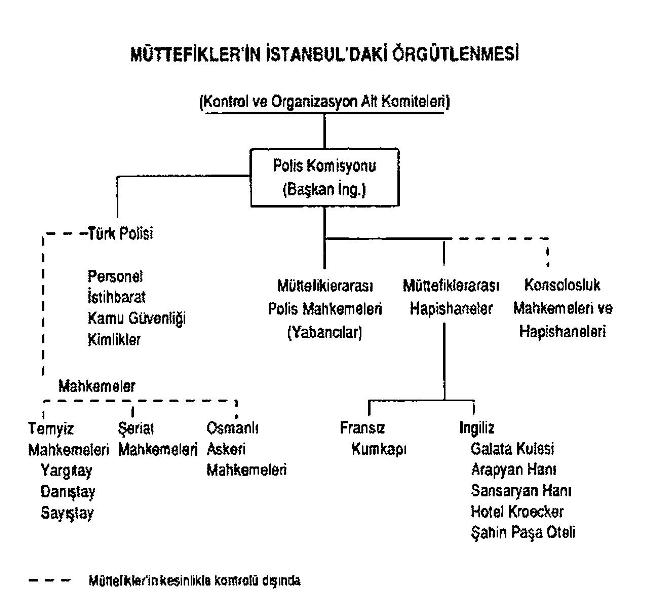 MÜTTEFİKLER'İN İSTANBUL'DAKİ ÖRGÜTLENMESİ
(Kontrol ve Organizasyon Alt Komiteleri)
Polis Komisyonu
(Başkan İng.)
Türk Polisi
Personel
İstihbarat
Kamu Güvenliği
Kimlikler
Müttefiklerarası
Polis Mahkemeleri
(Yabancılar)
Müttefiklerarası
Hapishaneler
Konsolosluk
Mahkemeleri ve
Hapishaneleri
Mahkemeler
Temyiz
Mahkemeleri
Yargıtay
Danıştay
Sayıştay
Şeriat
Mahkemeleri
Osmanlı
Askeri
Mahkemeleri
Fransız
Kumkapı
İngiliz
Galata Kulesi
Arapyan Hanı
Sansaryan Hanı
Hotel Kroecker
Şahin Paşa Oteli
Müttefikler'in kesinlikle kontrolü dışında